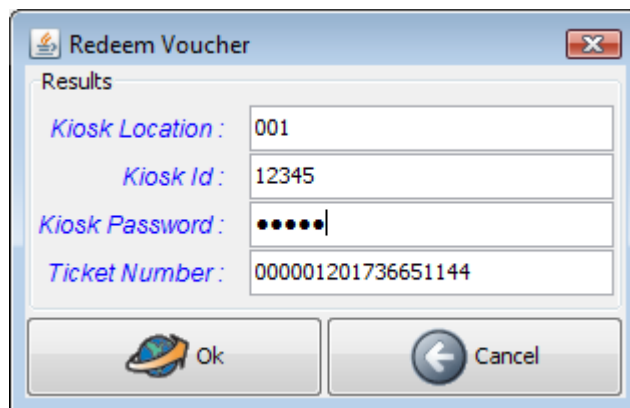 Redeem Voucher
Results
Kiosk Location : 001
Kiosk Id : 12345
Kiosk Password : •••••
Ticket Number : 000001201736651144
Ok Cancel